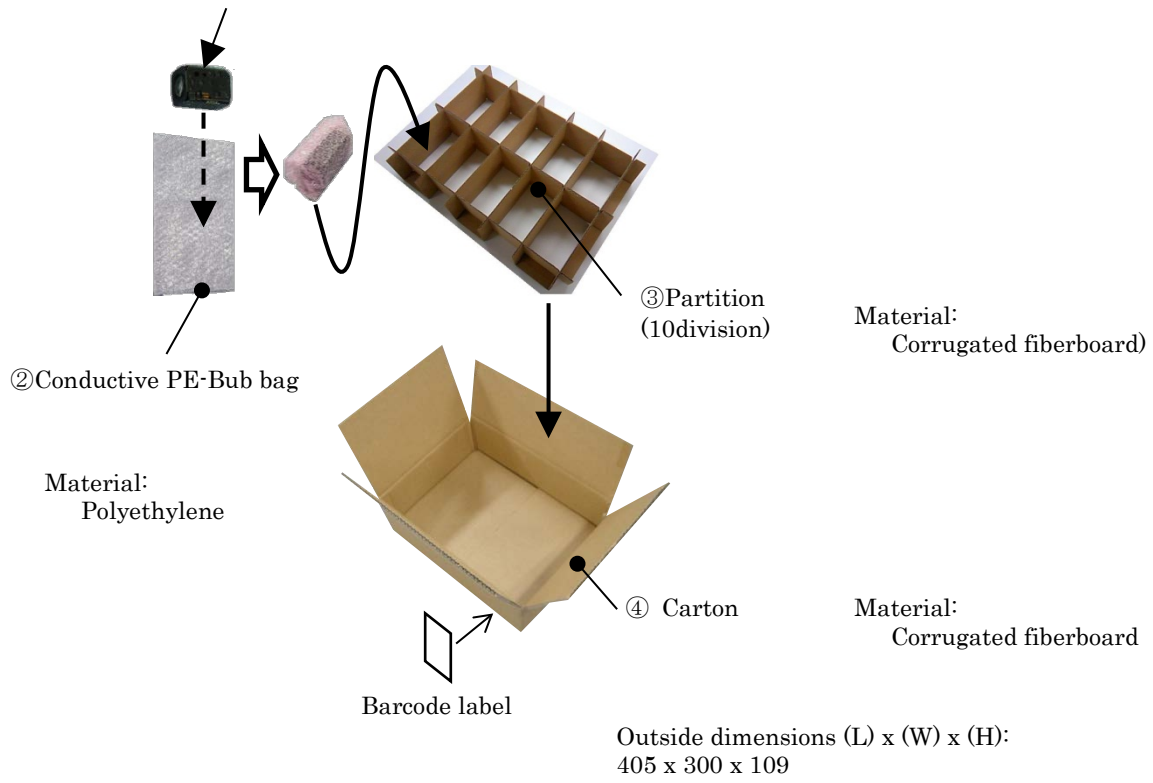 ③Partition
(10division)
Material:
Corrugated fiberboard)
②Conductive PE-Bub bag
Material:
Polyethylene
④ Carton
Material:
Corrugated fiberboard
Barcode label
Outside dimensions (L) x (W) x (H):
405 x 300 x 109